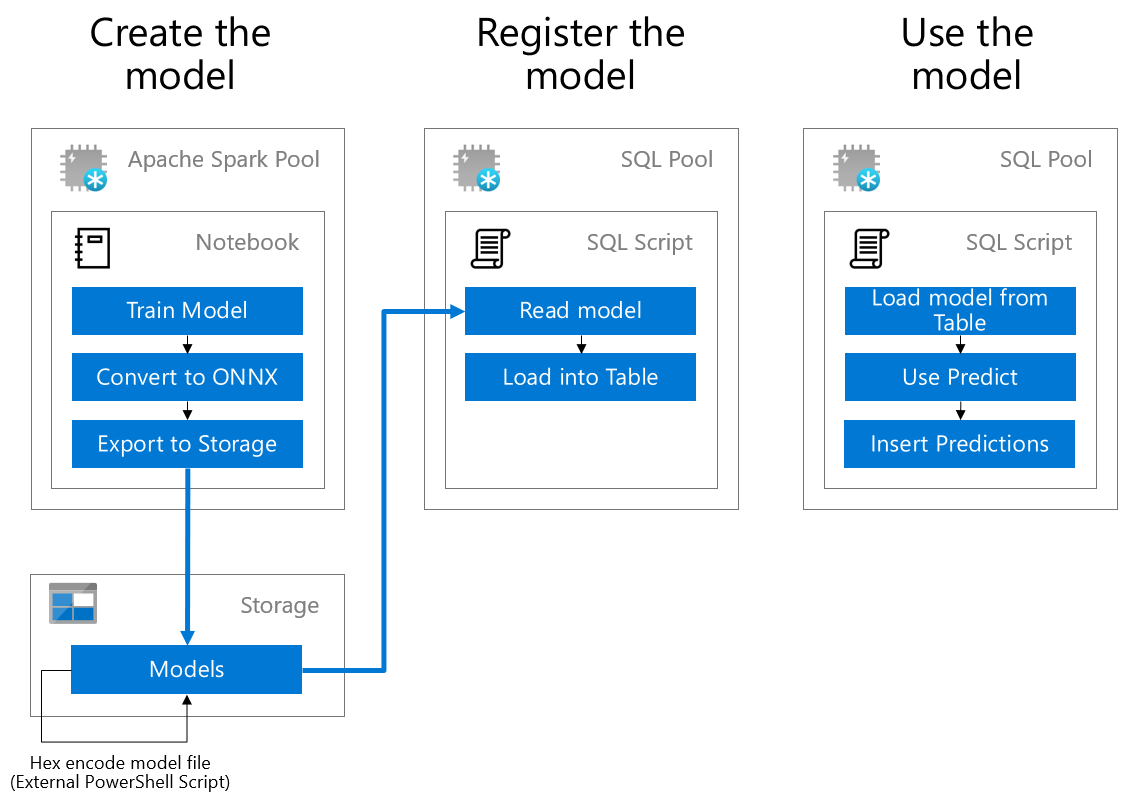 Create the
model
Register the
model
Use the
model
Apache Spark Pool
Notebook
Train Model
Convert to ONNX
Export to Storage
SQL Pool
SQL Script
Read model
Load into Table
SQL Pool
SQL Script
Load model from
Table
Use Predict
Insert Predictions
Storage
Models
Hex encode model file
(External PowerShell Script)